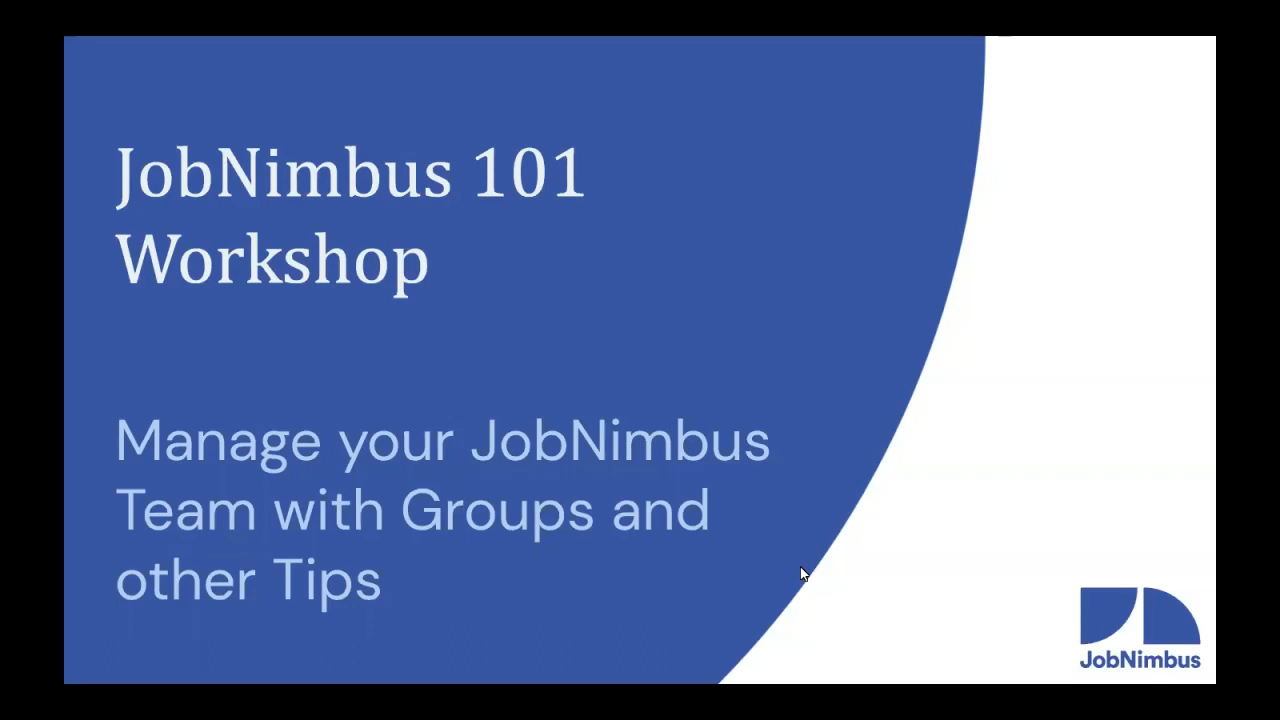 JobNimbus 101
Workshop
Manage your JobNimbus
Team with Groups and
other Tips
JobNimbus